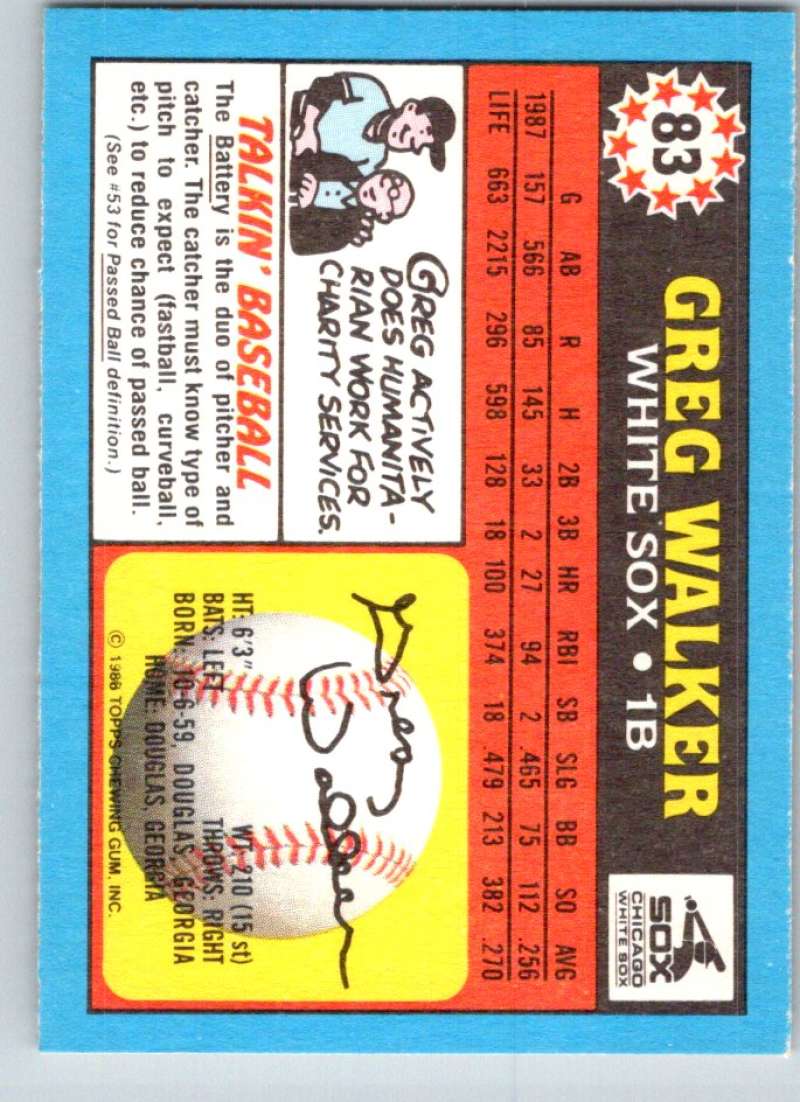 83
GREG WALKER
WHITE SOX • 1B
SOX
CHICAGO
WHITE SOX
G AB R H 2B 3B HR RBI SB SLG BB SO AVG
1987 157 566 85 145 33 2 27 94 2 .465 75 112 .256
LIFE 663 2215 296 598 128 18 100 374 18 .479 213 382 .270
GREG ACTIVELY
DOES HUMANITA-
RIAN WORK FOR
CHARITY SERVICES.
TALKIN' BASEBALL
The Battery is the duo of pitcher and
catcher. The catcher must know type of
pitch to expect (fastball, curveball,
etc.) to reduce chance of passed ball.
(See #53 for Passed Ball definition.)
Greg Walker
HT: 6'3" WT: 210 (15 st)
BATS: LEFT THROWS: RIGHT
BORN: 10-6-59, DOUGLAS, GEORGIA
HOME: DOUGLAS, GEORGIA
© 1988 TOPPS CHEWING GUM, INC.